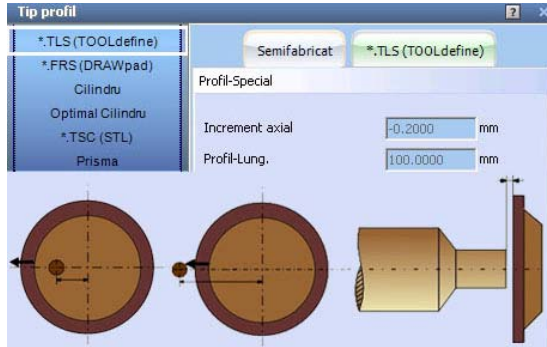 Tip profil
*.TLS (TOOLdefine)
*.FRS (DRAWpad)
Cilindru
Optimal Cilindru
*.TSC (STL)
Prisma
Semifabricat
*.TLS (TOOLdefine)
Profil-Special
Increment axial
-0.2000 mm
Profil-Lung.
100.0000 mm